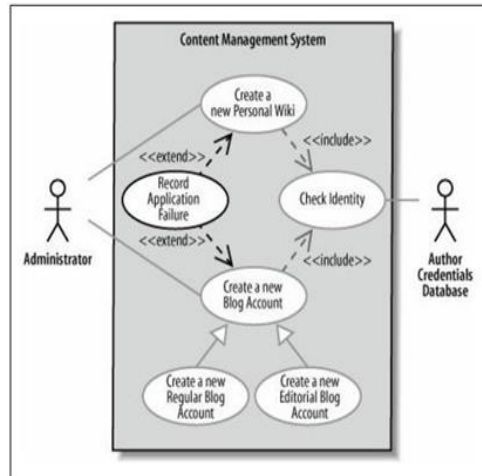 Content Management System
Create a
new Personal Wiki
<<extend>>
<<include>>
Record
Application
Failure
Check Identity
<<extend>>
<<include>>
Administrator
Author
Credentials
Database
Create a new
Blog Account
Create a new
Regular Blog
Account
Create a new
Editorial Blog
Account